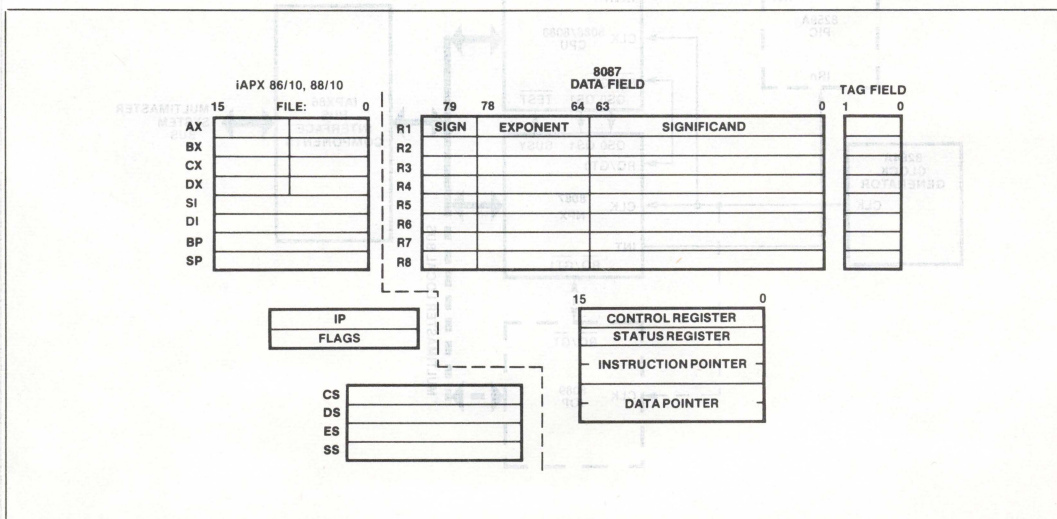 iAPX 86/10, 88/10
15 FILE: 0
AX
BX
CX
DX
SI
DI
BP
SP
IP
FLAGS
CS
DS
ES
SS
8087
DATA FIELD
79 78 64 63 0
R1 SIGN EXPONENT SIGNIFICAND
R2
R3
R4
R5
R6
R7
R8
TAG FIELD
1 0
15 0
CONTROL REGISTER
STATUS REGISTER
INSTRUCTION POINTER
DATA POINTER